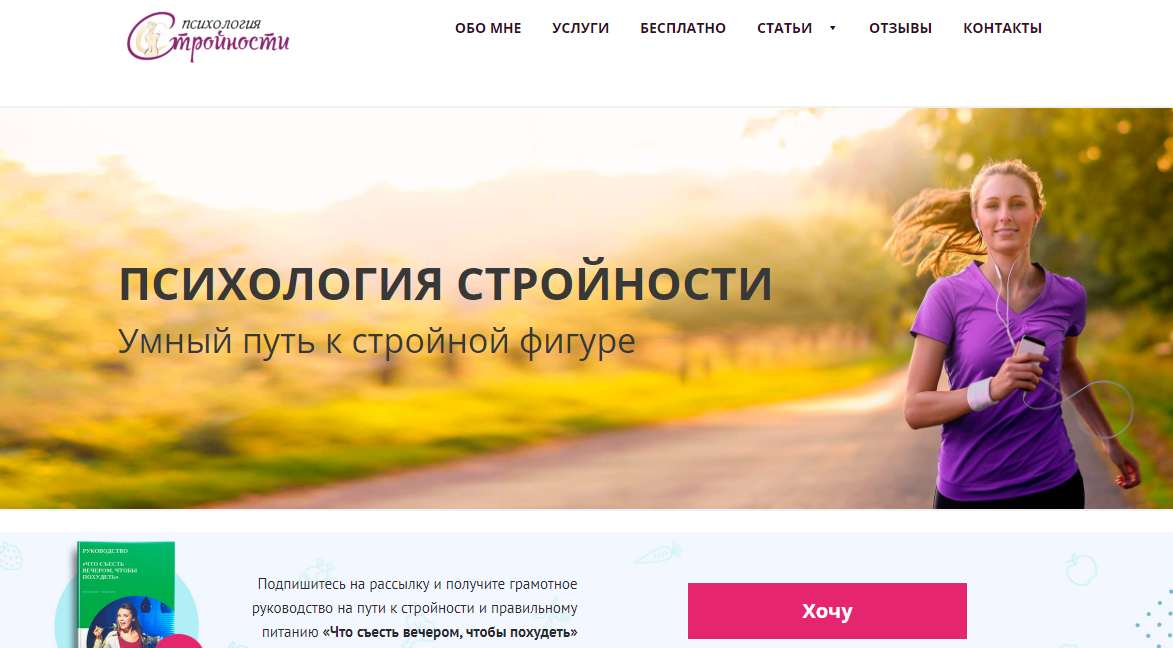 психология
Стройности
ОБО МНЕ
УСЛУГИ
БЕСПЛАТНО
СТАТЬИ
ОТЗЫВЫ
КОНТАКТЫ
ПСИХОЛОГИЯ СТРОЙНОСТИ
Умный путь к стройной фигуре
РУКОВОДСТВО
«ЧТО СЪЕСТЬ
ВЕЧЕРОМ, ЧТОБЫ
ПОХУДЕТЬ»
Подпишитесь на рассылку и получите грамотное
руководство на пути к стройности и правильному
питанию «Что съесть вечером, чтобы похудеть»
Хочу